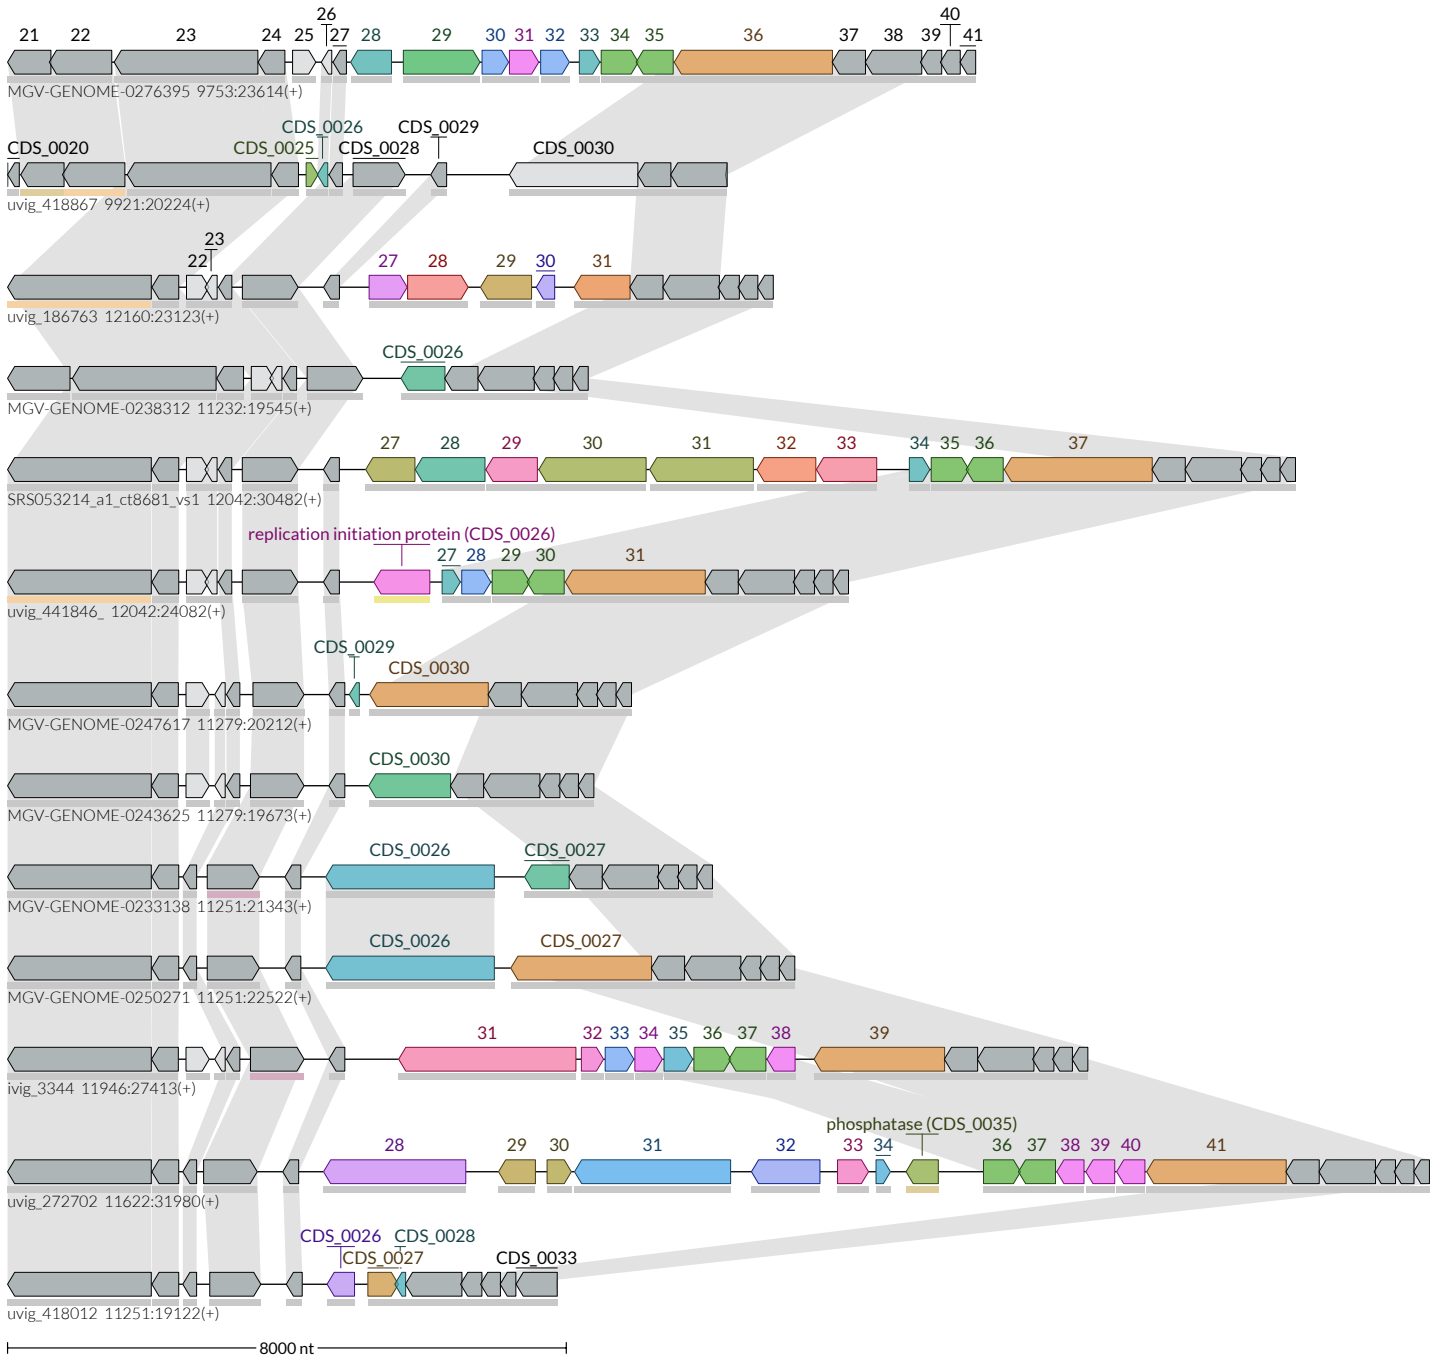 26 40
21 22 23 24 25 27 28 29 30 31 32 33 34 35 36 37 38 39 41
MGV-GENOME-0276395 9753:23614(+)
CDS_0026 CDS_0029
CDS_0020 CDS_0025 CDS_0028 CDS_0030
uvig_418867 9921:20224(+)
23
22 27 28 29 30 31
uvig_186763 12160:23123(+)
CDS_0026
MGV-GENOME-0238312 11232:19545(+)
27 28 29 30 31 32 33 34 35 36 37
SRS053214_a1_ct8681_vs1 12042:30482(+)
replication initiation protein (CDS_0026)
27 28 29 30 31
uvig_441846_ 12042:24082(+)
CDS_0029
CDS_0030
MGV-GENOME-0247617 11279:20212(+)
CDS_0030
MGV-GENOME-0243625 11279:19673(+)
CDS_0026 CDS_0027
MGV-GENOME-0233138 11251:21343(+)
CDS_0026 CDS_0027
MGV-GENOME-0250271 11251:22522(+)
31 32 33 34 35 36 37 38 39
ivig_3344 11946:27413(+)
phosphatase (CDS_0035)
28 29 30 31 32 33 34 36 37 38 39 40 41
uvig_272702 11622:31980(+)
CDS_0026 CDS_0028
CDS_0027 CDS_0033
uvig_418012 11251:19122(+)
8000 nt